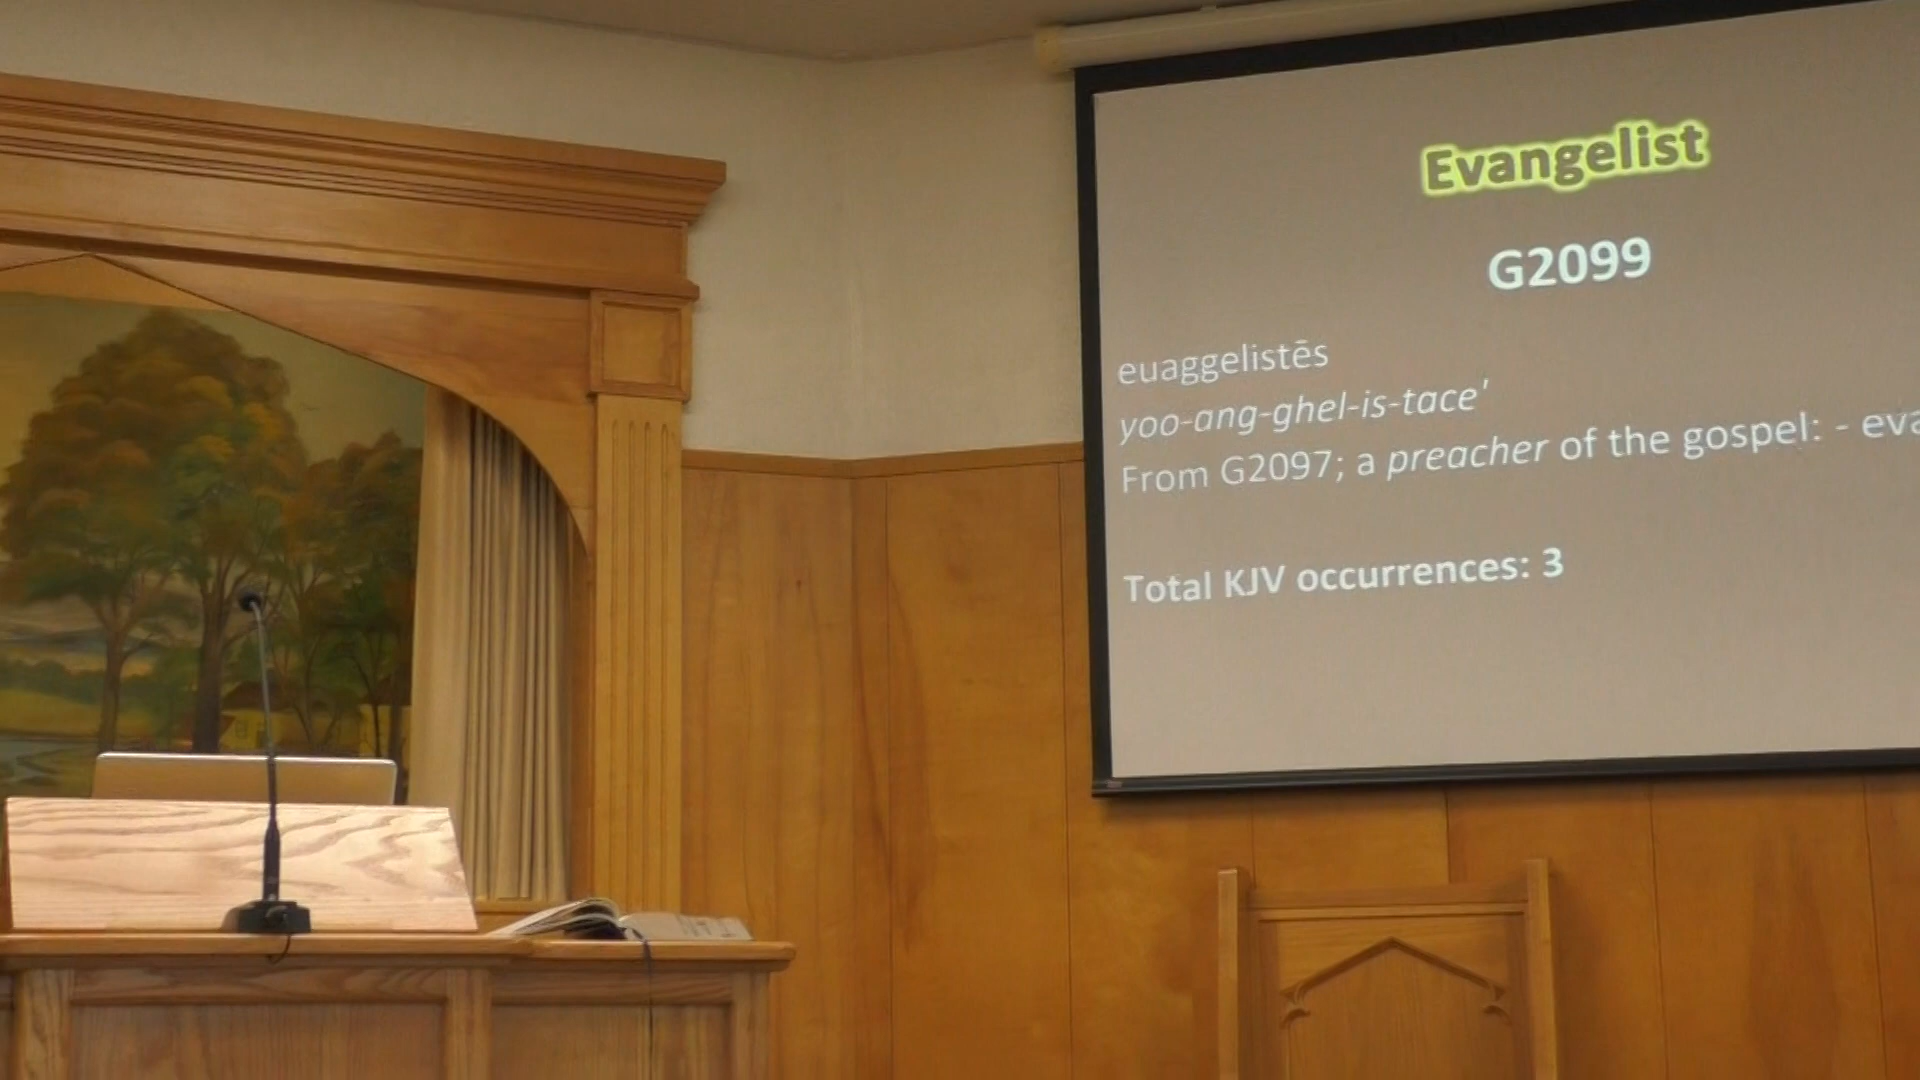 Evangelist
G2099
euaggelistēs
yoo-ang-ghel-is-tace'
From G2097; a preacher of the gospel: -
Total KJV occurrences: 3